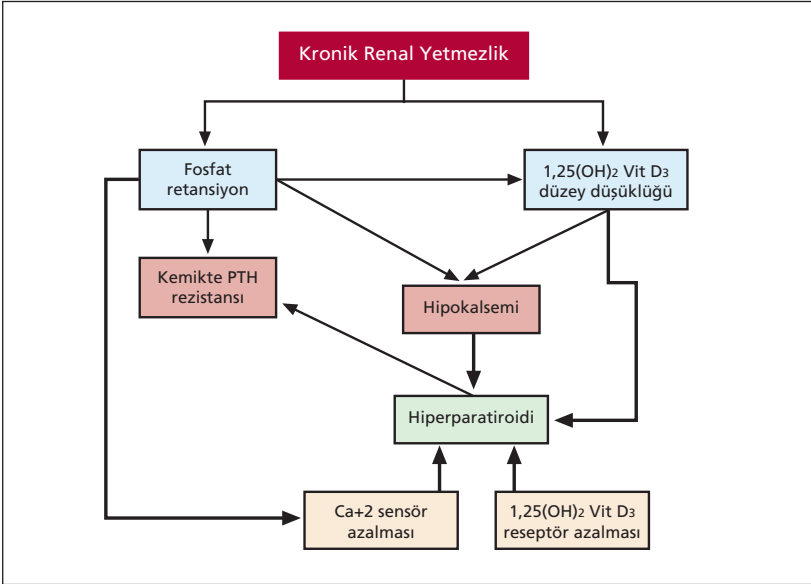 Kronik Renal Yetmezlik
Fosfat
retansiyon
1,25(OH)2 Vit D3
düzey düşüklüğü
Kemikte PTH
rezistansı
Hipokalsemi
Hiperparatiroidi
Ca+2 sensör
azalması
1,25(OH)2 Vit D3
reseptör azalması